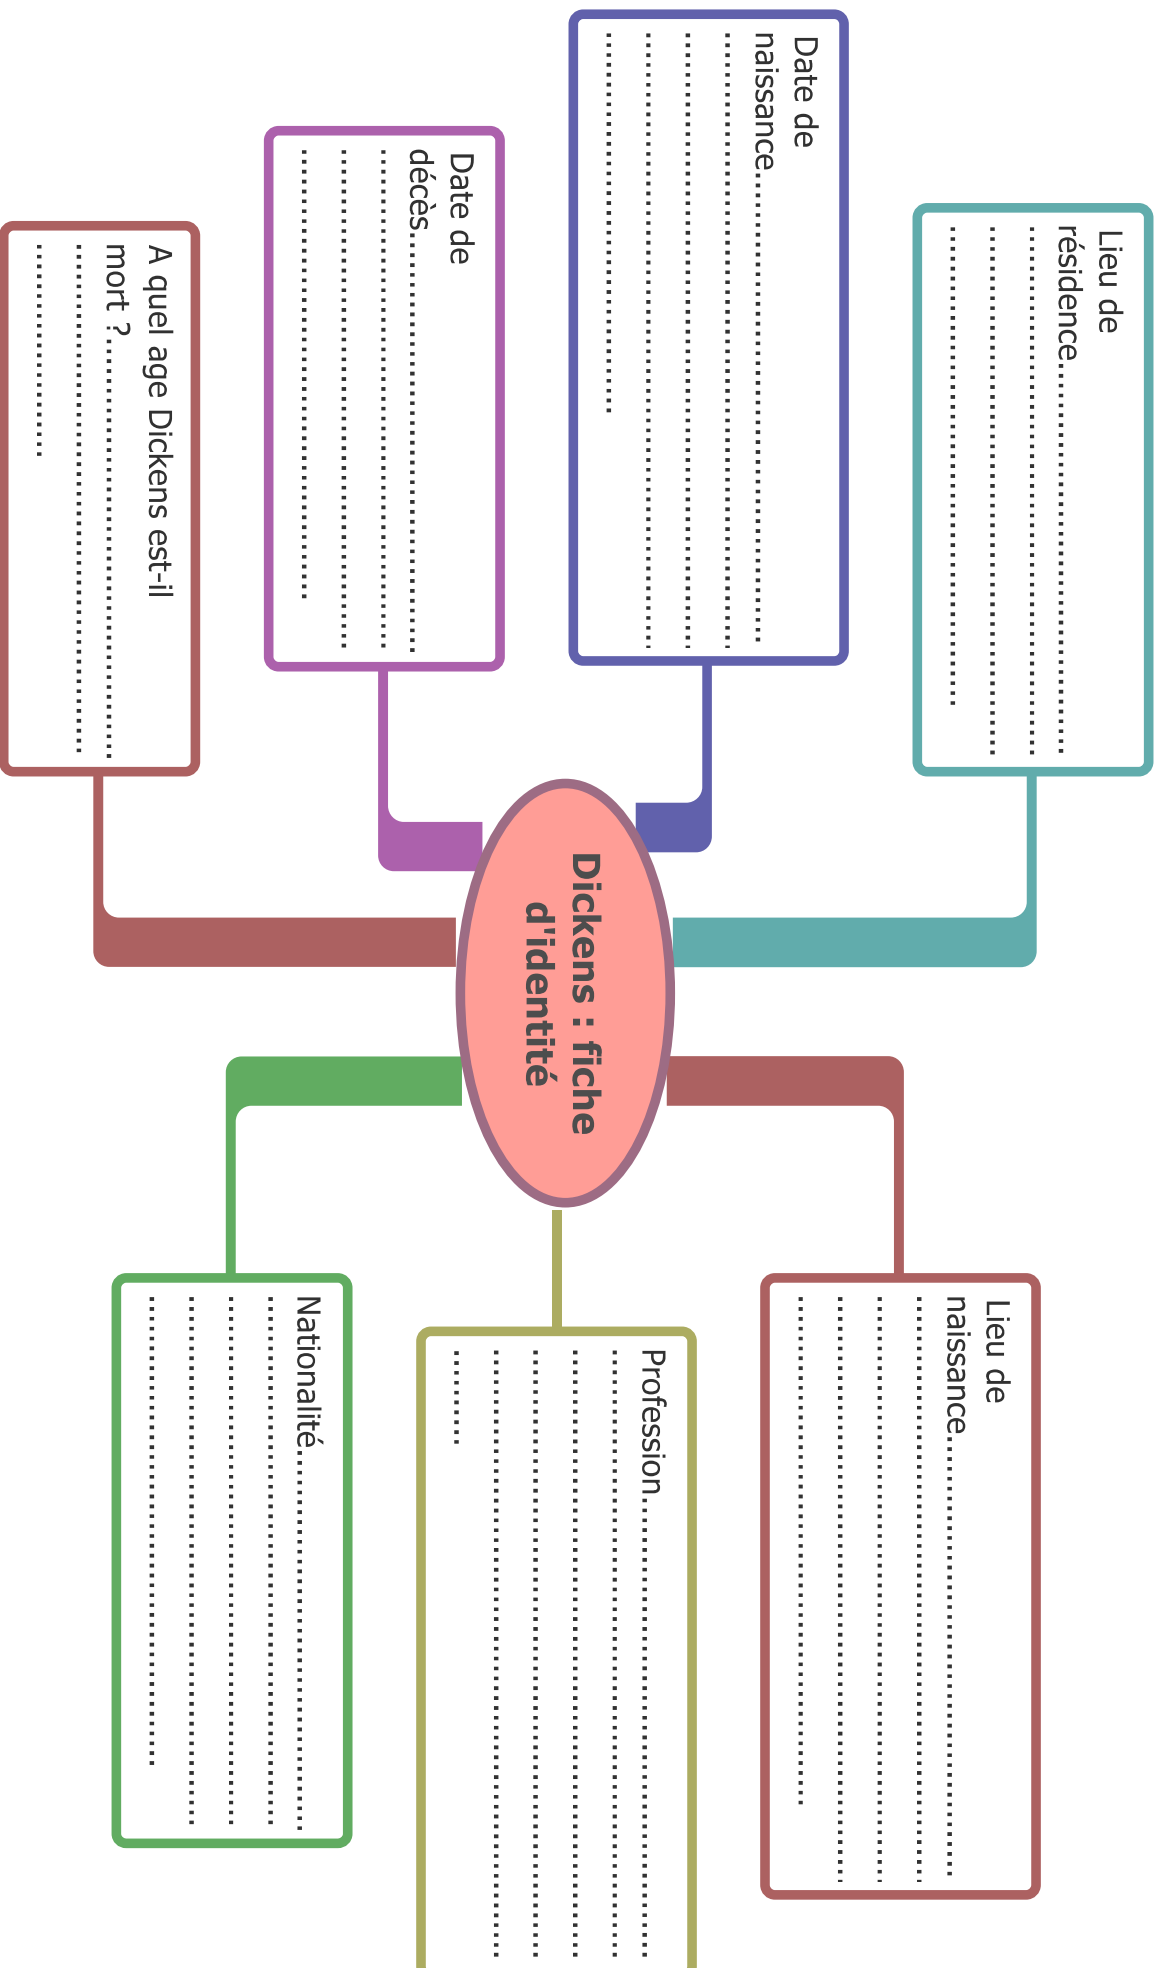 Lieu de
résidence
Date de
naissance
Date de
décès
A quel age Dickens est-il
mort ?
Dickens : fiche
d'identité
Lieu de
naissance
Profession
Nationalité